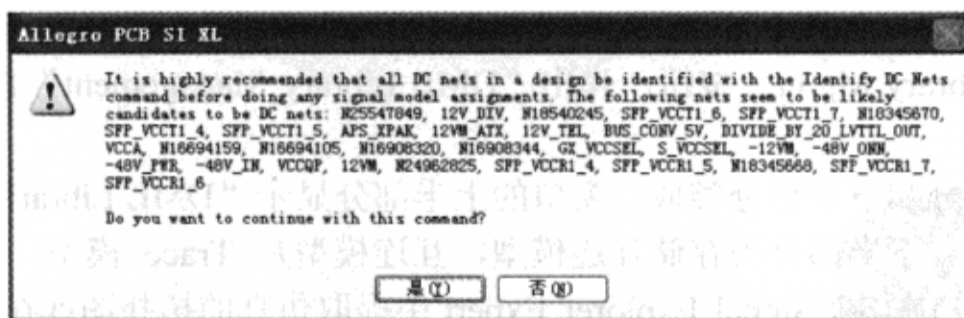 Allegro PCB SI XL
It is highly recommended that all DC nets in a design be identified with the Identify DC Nets
command before doing any signal model assignments. The following nets seem to be likely
candidates to be DC nets: N25547849, 12V_DIV, N18540245, SFP_VCCT1_6, SFP_VCCT1_7, N18345670,
SFP_VCCT1_4, SFP_VCCT1_5, APS_XPAK, 12VM_ATX, 12V_TEL, BUS_CONV_5V, DIVIDE_BY_20_LVTTL_OUT,
VCCA, N16694159, N16694105, N16908320, N16908344, GX_VCCSEL, S_VCCSEL, -12VM, -48V_ONN,
-48V_PWR, -48V_IN, VCCQP, 12VM, N24962825, SFP_VCCR1_4, SFP_VCCR1_5, N18345668, SFP_VCCR1_7,
SFP_VCCR1_6
Do you want to continue with this command?
是(Y) 否(N)